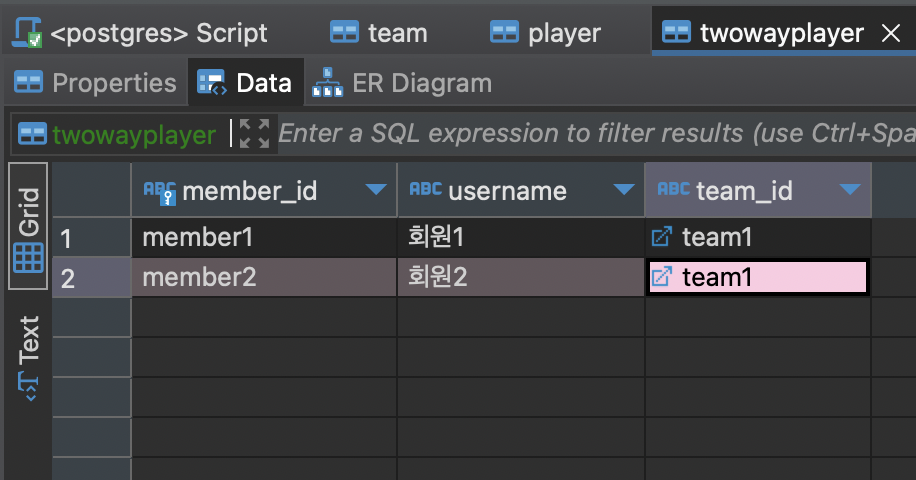 <postgres> Script team player twowayplayer
Properties Data ER Diagram
twowayplayer Enter a SQL expression to filter results (use Ctrl+Spa
Grid
Text
ABC member_id ABC username ABC team_id
1 member1 회원1 team1
2 member2 회원2 team1